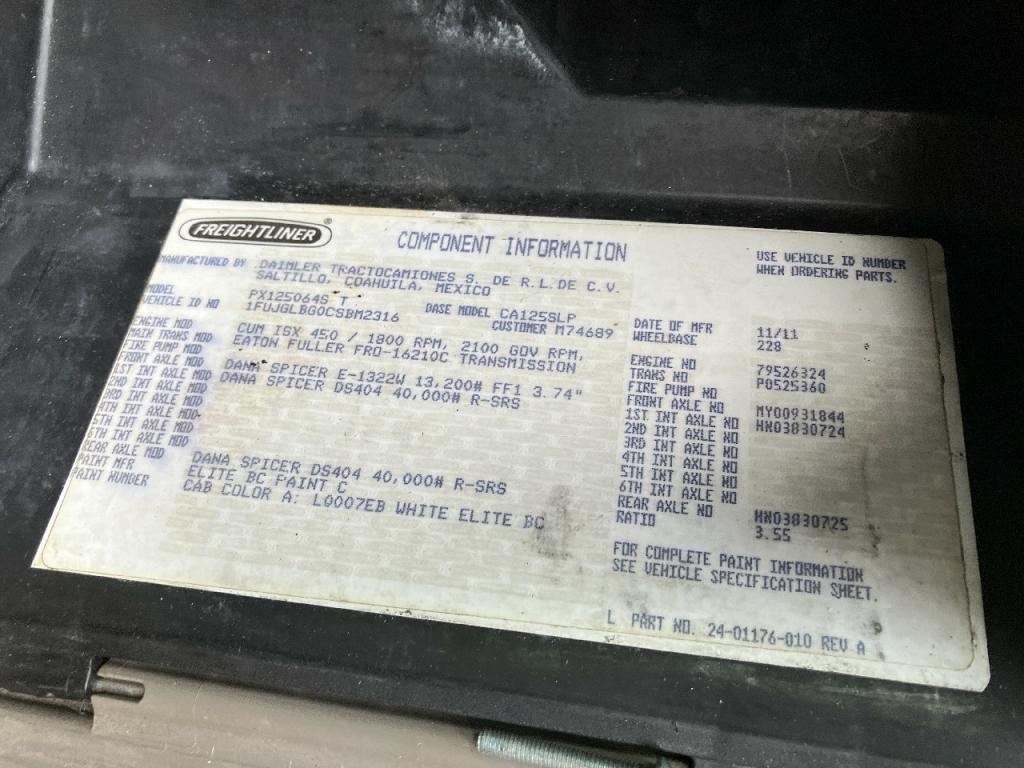 FREIGHTLINER®
COMPONENT INFORMATION
USE VEHICLE ID NUMBER
WHEN ORDERING PARTS.
MANUFACTURED BY DAIMLER TRACTOCAMIONES S. DE R.L.DE C.V.
SALTILLO, COAHUILA, MEXICO
MODEL PX125064S T BASE MODEL CA125SLP
VEHICLE ID NO 1FUJGLBG0CSBM2316 CUSTOMER M74689
ENGINE MOD CUM ISX 450 / 1800 RPM, 2100 GOV RPM,
MAIN TRANS MOD EATON FULLER FRO-16210C TRANSMISSION
FIRE PUMP MOD
FRONT AXLE MOD DANA SPICER E-1322W 13,200# FF1 3.74"
1ST INT AXLE MOD DANA SPICER DS404 40,000# R-SRS
2ND INT AXLE MOD
3RD INT AXLE MOD
4TH INT AXLE MOD
5TH INT AXLE MOD
6TH INT AXLE MOD
REAR AXLE MOD DANA SPICER DS404 40,000# R-SRS
PAINT MFR ELITE BC PAINT C
PAINT NUMBER CAB COLOR A: L0007EB WHITE ELITE BC
DATE OF MFR 11/11
WHEELBASE 228
ENGINE NO 79526324
TRANS NO P0525360
FIRE PUMP NO
FRONT AXLE NO MY00931844
1ST INT AXLE NO HN03830724
2ND INT AXLE NO
3RD INT AXLE NO
4TH INT AXLE NO
5TH INT AXLE NO
6TH INT AXLE NO
REAR AXLE NO HN03830725
RATIO 3.55
FOR COMPLETE PAINT INFORMATION
SEE VEHICLE SPECIFICATION SHEET.
L PART NO. 24-01176-010 REV A